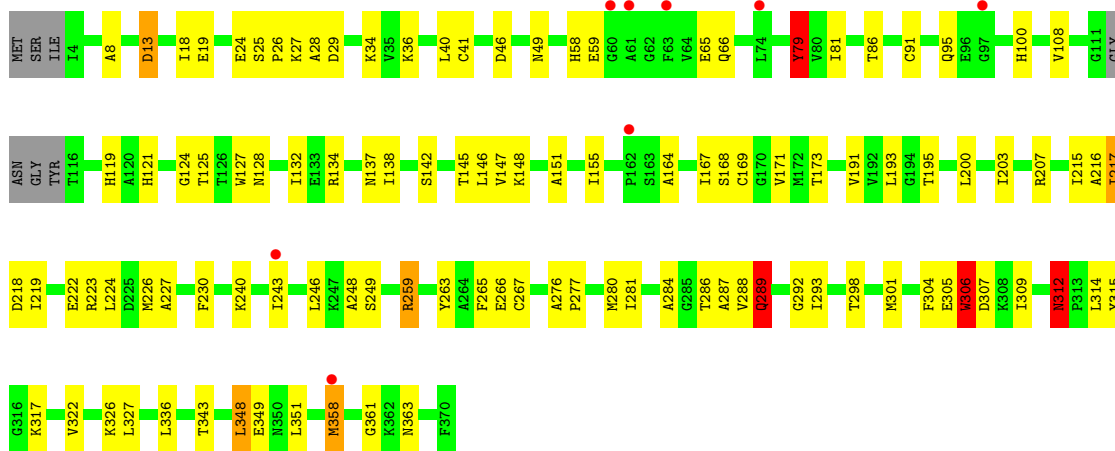 MET SER ILE I4 A8 D13 I18 E19 E24 S25 P26 K27 A28 D29 K34 V35 K36 L40 C41 D46 N49 H58 E59 G60 A61 G62 F63 V64 E65 Q66 L74 Y79 V80 I81 T86 C91 Q95 E96 G97 H100 V108 G111 GLY
ASN GLY TYR T116 H119 A120 H121 G124 T125 T126 W127 N128 I132 E133 R134 N137 I138 S142 T145 L146 V147 K148 A151 I155 P162 S163 A164 I167 S168 C169 G170 V171 M172 T173 V191 V192 L193 G194 T195 L200 I203 R207 I215 A216 I217
D218 I219 E222 R223 L224 D225 M226 A227 F230 K240 I243 L246 K247 A248 S249 R259 Y263 A264 F265 E266 C267 A276 P277 M280 I281 A284 G285 T286 A287 V288 Q289 G292 I293 T298 M301 F304 E305 W306 D307 K308 I309 N312 P313 L314 Y315
G316 K317 V322 K326 L327 L336 T343 L348 E349 N350 L351 M358 G361 K362 N363 F370